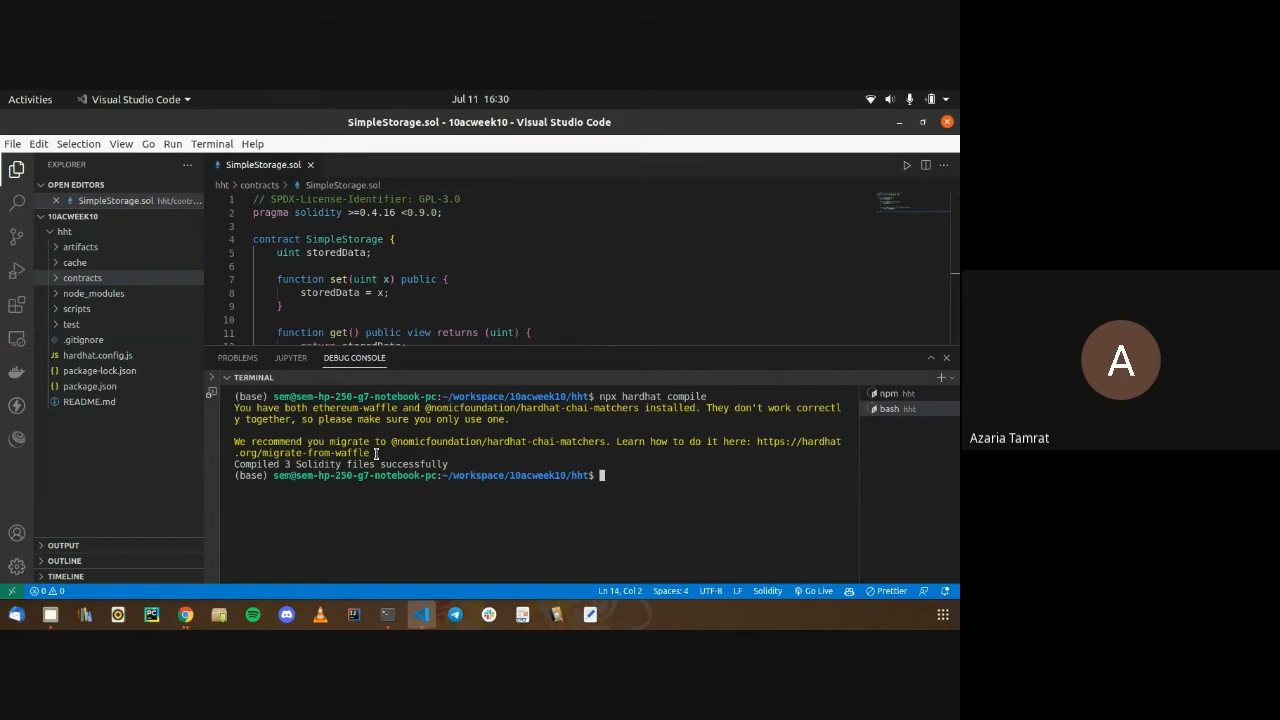 Activities
Visual Studio Code
Jul 11 16:30
SimpleStorage.sol - 10acweek10 - Visual Studio Code
File Edit Selection View Go Run Terminal Help
EXPLORER
OPEN EDITORS
SimpleStorage.sol hht/contr...
10ACWEEK10
hht
artifacts
cache
contracts
node_modules
scripts
test
.gitignore
hardhat.config.js
package-lock.json
package.json
README.md
OUTPUT
OUTLINE
TIMELINE
SimpleStorage.sol
hht > contracts > SimpleStorage.sol
1 // SPDX-License-Identifier: GPL-3.0
2 pragma solidity >=0.4.16 <0.9.0;
3
4 contract SimpleStorage {
5 uint storedData;
6
7 function set(uint x) public {
8 storedData = x;
9 }
10
11 function get() public view returns (uint) {
PROBLEMS JUPYTER DEBUG CONSOLE
TERMINAL
(base) sem@sem-hp-250-g7-notebook-pc:~/workspace/10acweek10/hht$ npx hardhat compile
You have both ethereum-waffle and @nomicfoundation/hardhat-chai-matchers installed. They don't work correctl
y together, so please make sure you only use one.
We recommend you migrate to @nomicfoundation/hardhat-chai-matchers. Learn how to do it here: https://hardhat
.org/migrate-from-waffle
Compiled 3 Solidity files successfully
(base) sem@sem-hp-250-g7-notebook-pc:~/workspace/10acweek10/hht$
npm hht
bash hht
0 0
Ln 14, Col 2 Spaces: 4 UTF-8 LF Solidity Go Live Prettier
A
Azaria Tamrat